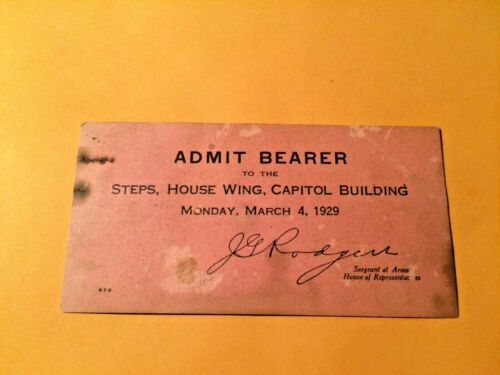 ADMIT BEARER
TO THE
STEPS, HOUSE WING, CAPITOL BUILDING
MONDAY, MARCH 4, 1929
J G Rodgers
Sergeant at Arms
House of Representatives
GPO